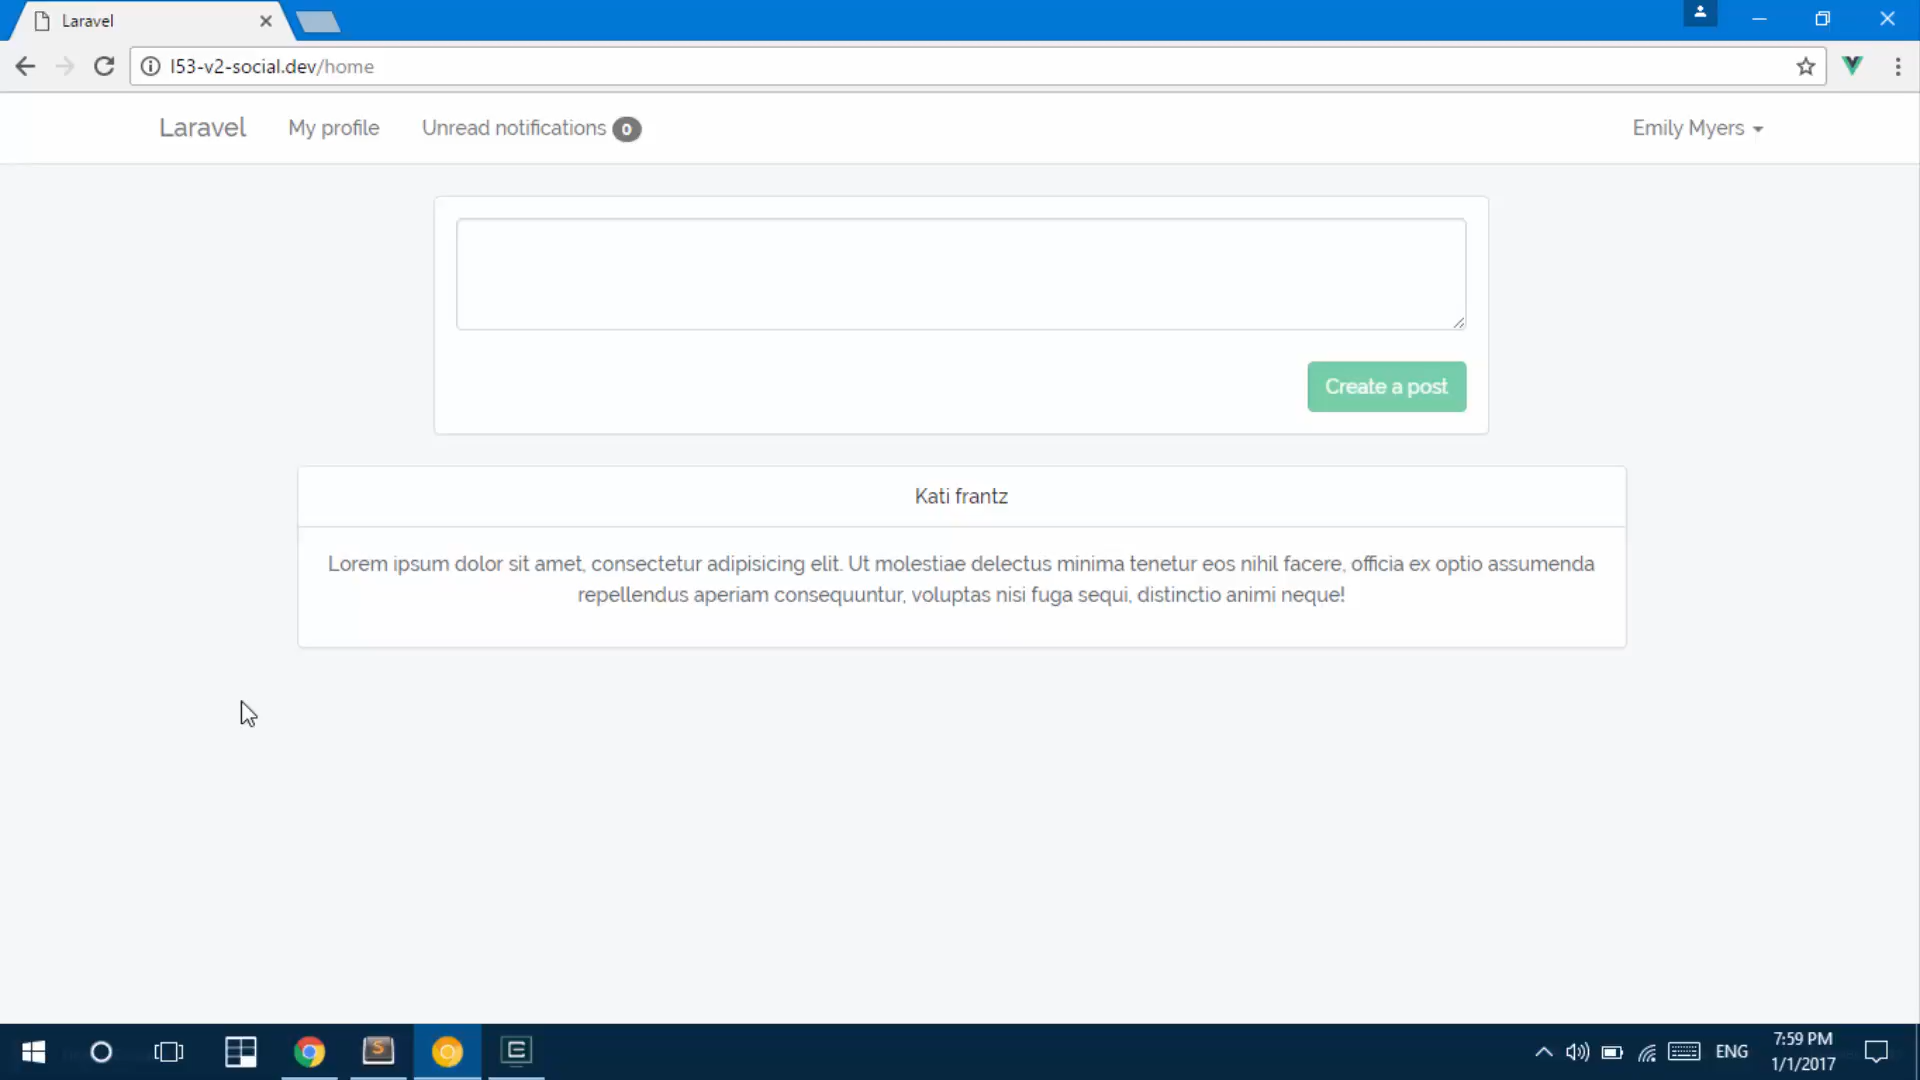 Laravel
l53-v2-social.dev/home
Laravel My profile Unread notifications 0 Emily Myers
Create a post
Kati frantz
Lorem ipsum dolor sit amet, consectetur adipisicing elit. Ut molestiae delectus minima tenetur eos nihil facere, officia ex optio assumenda
repellendus aperiam consequuntur, voluptas nisi fuga sequi, distinctio animi neque!
ENG 7:59 PM
1/1/2017